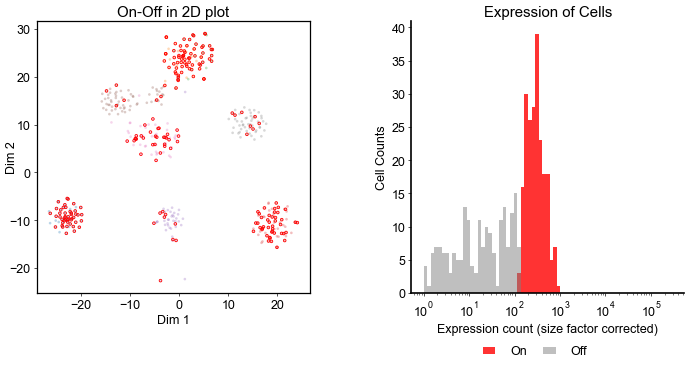 On-Off in 2D plot
30
20
10
0
−10
−20
−20 −10 0 10 20
Dim 2
Dim 1
Expression of Cells
40
35
30
25
20
15
10
5
0
10^0 10^1 10^2 10^3 10^4 10^5
Cell Counts
Expression count (size factor corrected)
On Off